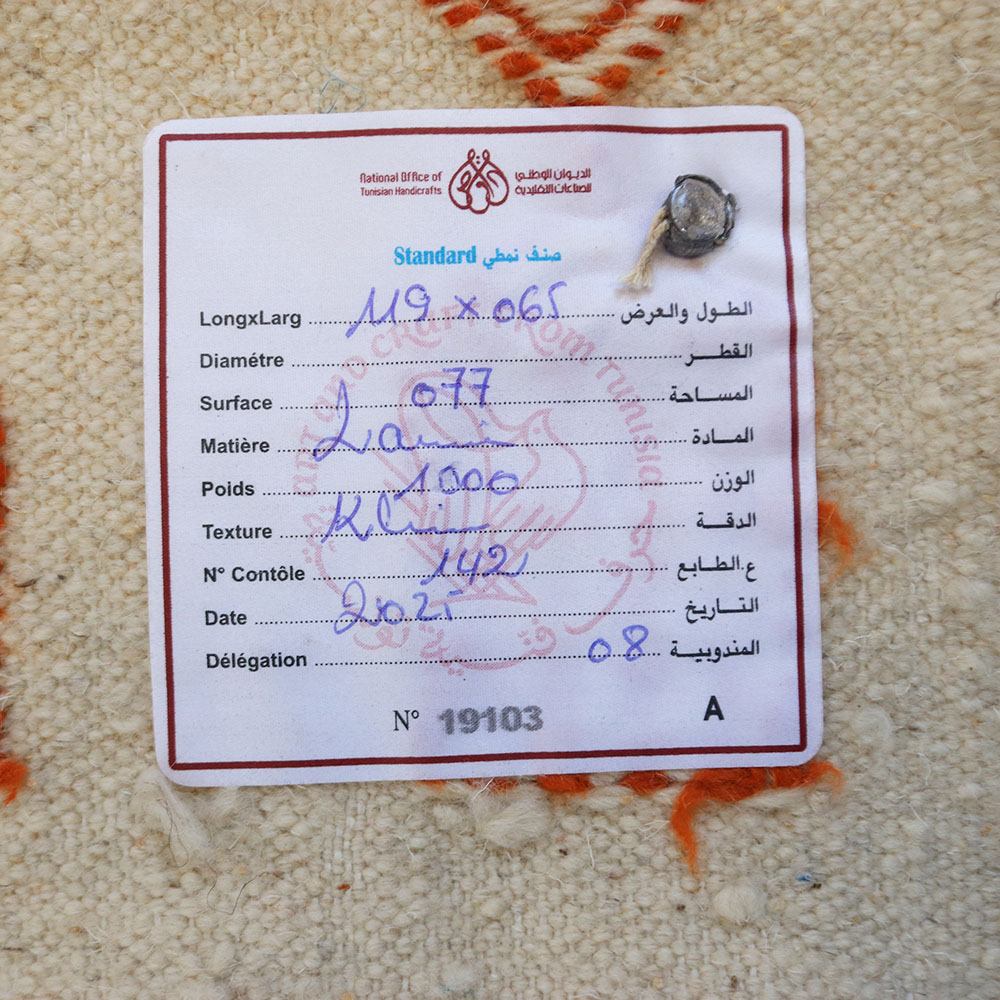 National Office of Tunisian Handicrafts
الديوان الوطني للصناعات التقليدية
Standard صنف نمطي
LongxLarg 119 x 065 الطول والعرض
Diamétre القطر
Surface 077 المساحة
Matière Laine المادة
Poids 1000 الوزن
Texture Klim الدقة
N° Contôle 142 ع.الطابع
Date 2025 التاريخ
Délégation 08 المندوبية
N° 19103 A